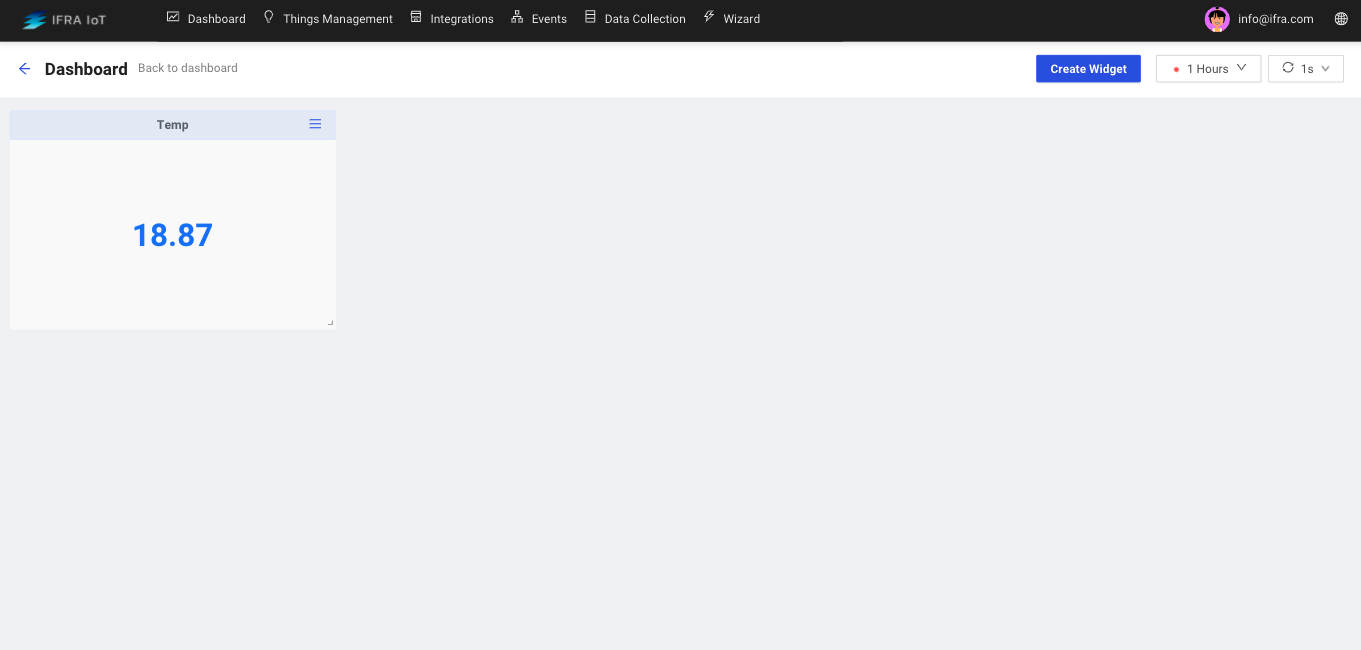 IFRA IoT Dashboard Things Management Integrations Events Data Collection Wizard info@ifra.com
Dashboard Back to dashboard Create Widget 1 Hours 1s
Temp
18.87